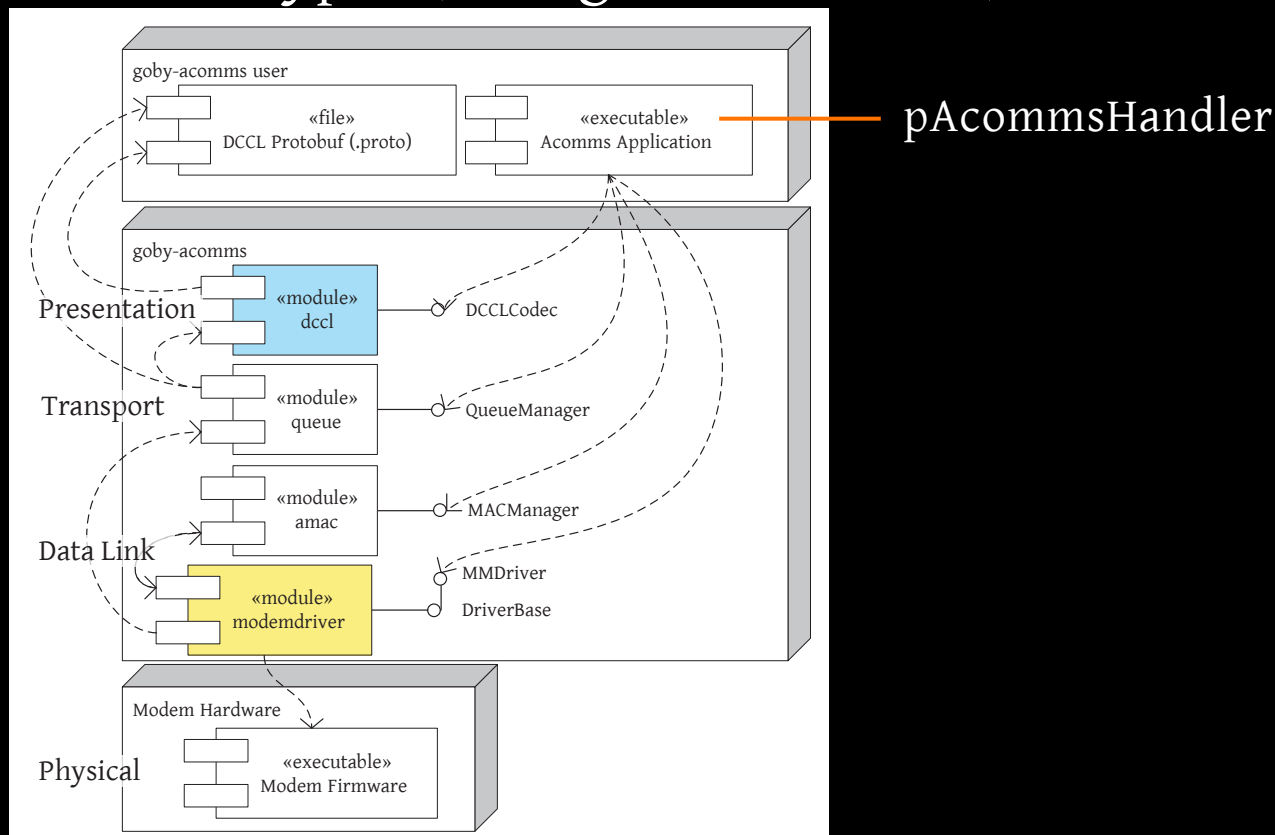 goby-acomms user
«file»
DCCL Protobuf (.proto)
«executable»
Acomms Application
pAcommsHandler
goby-acomms
Presentation
«module»
dccl
DCCLCodec
Transport
«module»
queue
QueueManager
«module»
amac
MACManager
Data Link
MMDriver
«module»
modemdriver
DriverBase
Modem Hardware
Physical
«executable»
Modem Firmware